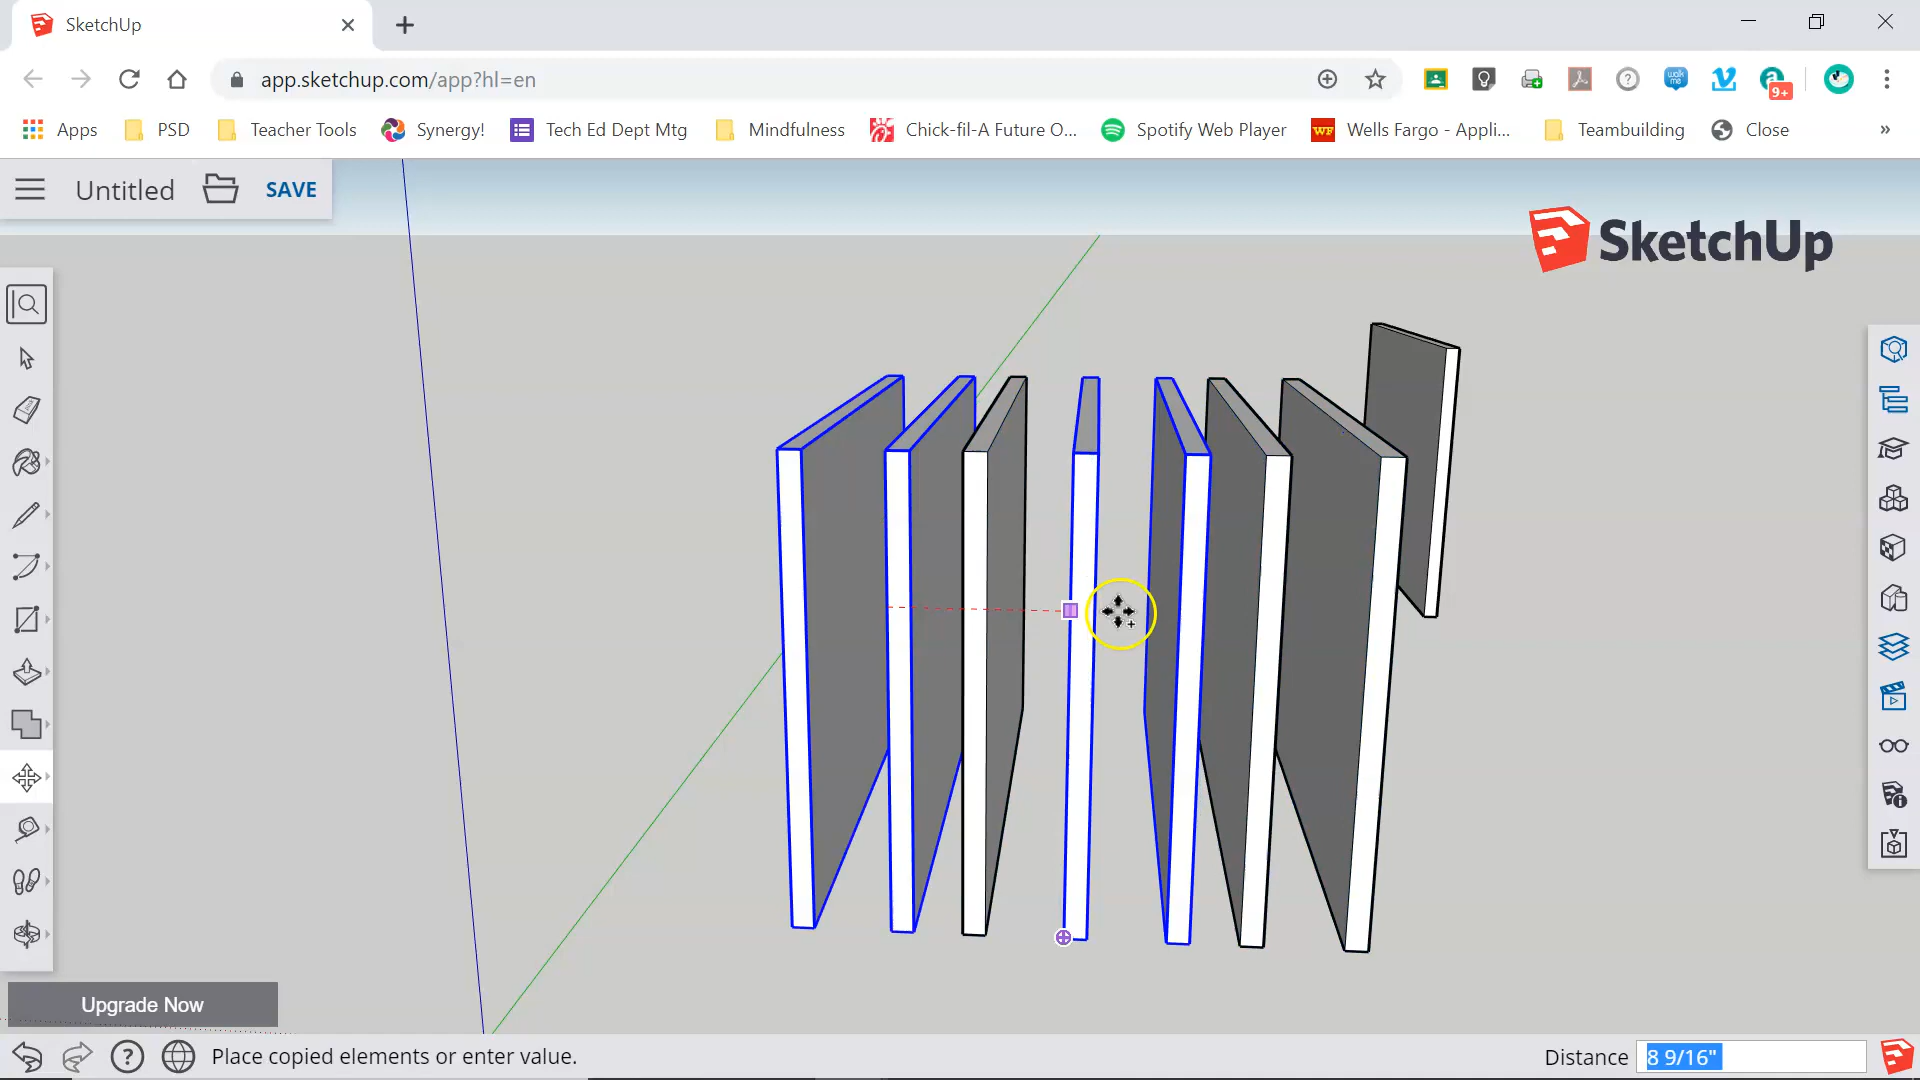 SketchUp
app.sketchup.com/app?hl=en
9+
Apps PSD Teacher Tools Synergy! Tech Ed Dept Mtg Mindfulness Chick-fil-A Future O... Spotify Web Player WF Wells Fargo - Appli... Teambuilding Close »
Untitled SAVE
SketchUp
Upgrade Now
Place copied elements or enter value.
Distance 8 9/16"